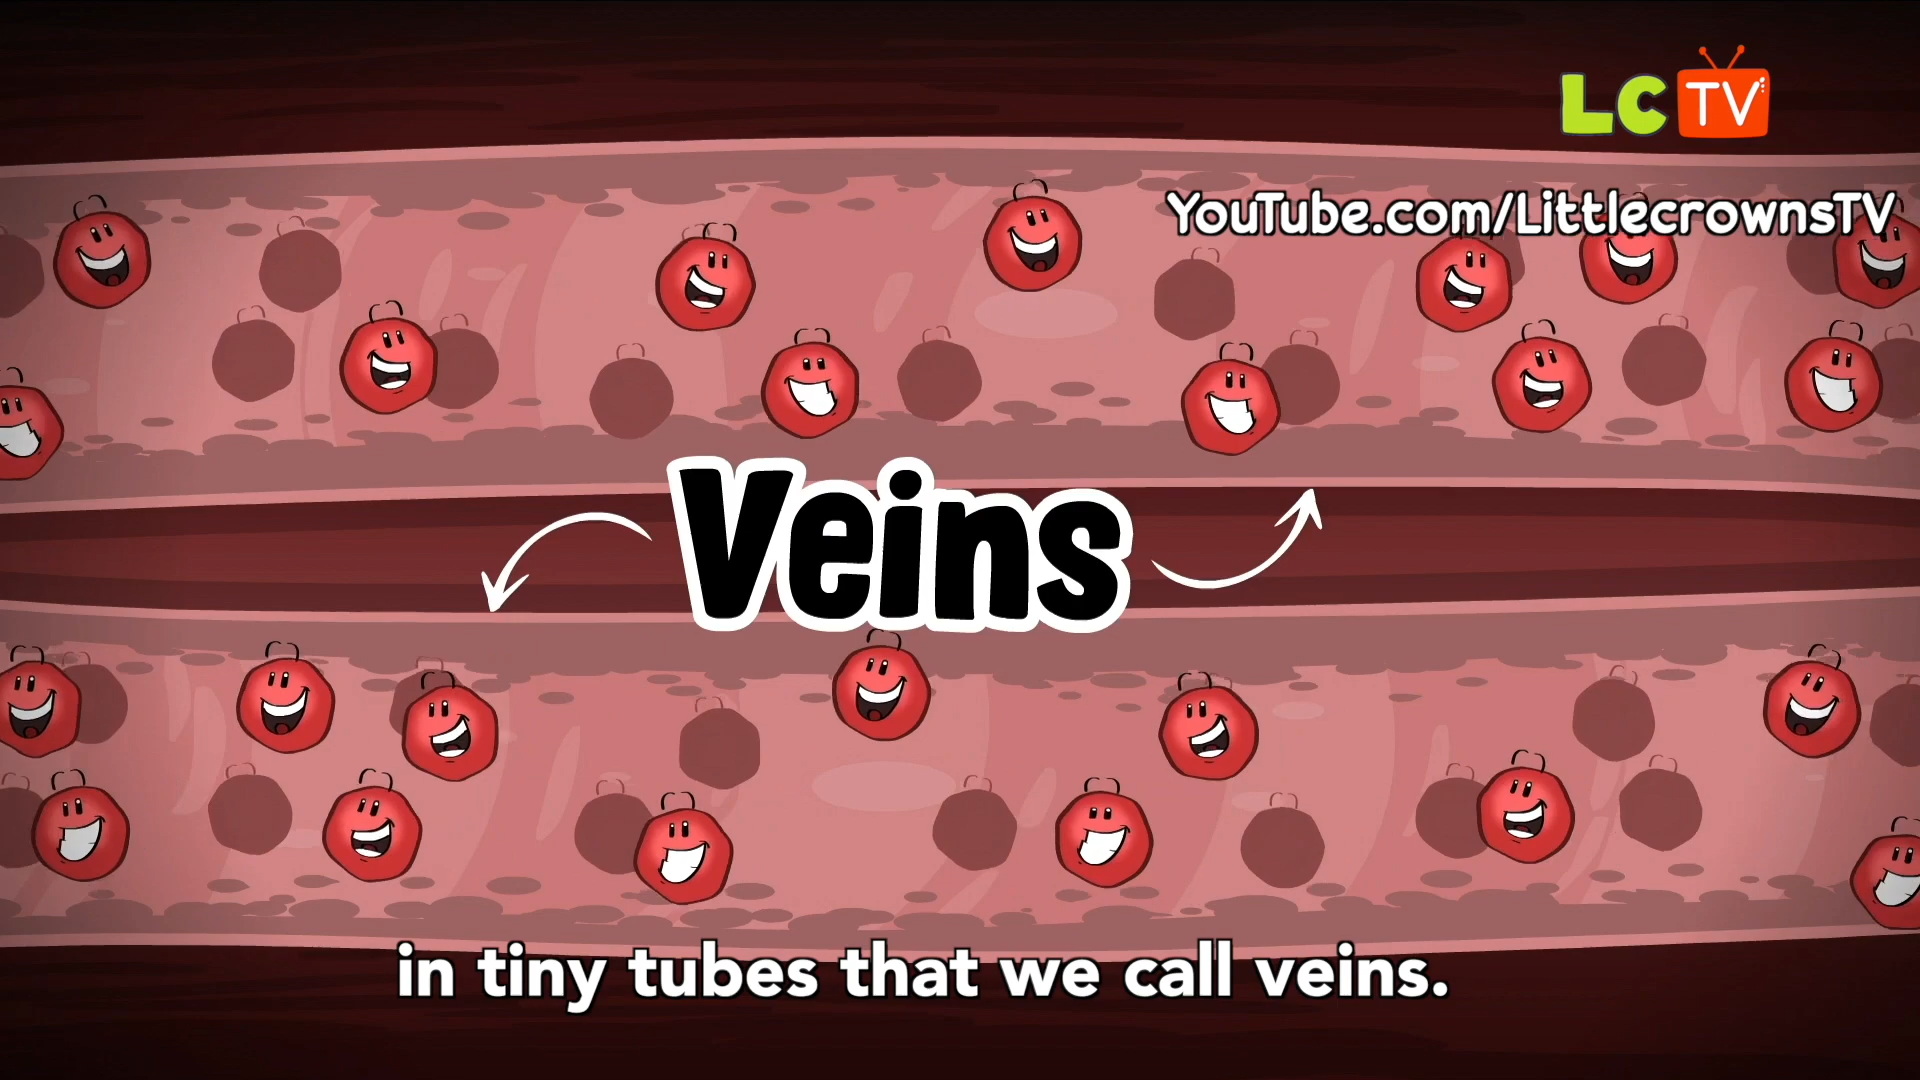 LC TV
YouTube.com/LittlecrownsTV
Veins
in tiny tubes that we call veins.